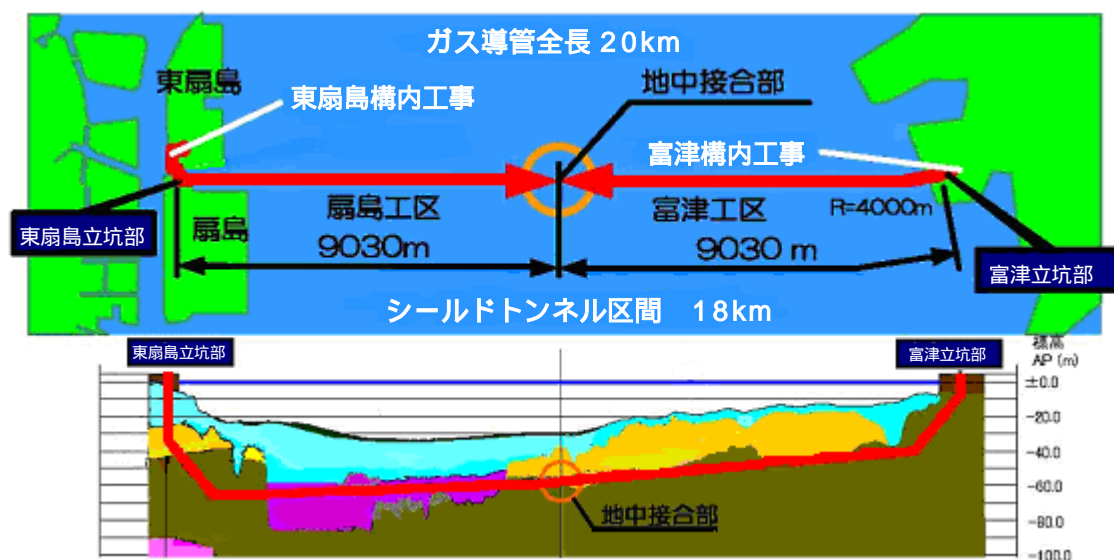 ガス導管全長 20km
東扇島
東扇島構内工事
地中接合部
富津構内工事
扇島工区
9030m
富津工区
9030 m
R=4000m
東扇島立坑部
扇島
富津立坑部
シールドトンネル区間 18km
東扇島立坑部
富津立坑部
標高
AP (m)
±0.0
-20.0
-40.0
-60.0
-80.0
-100.0
地中接合部